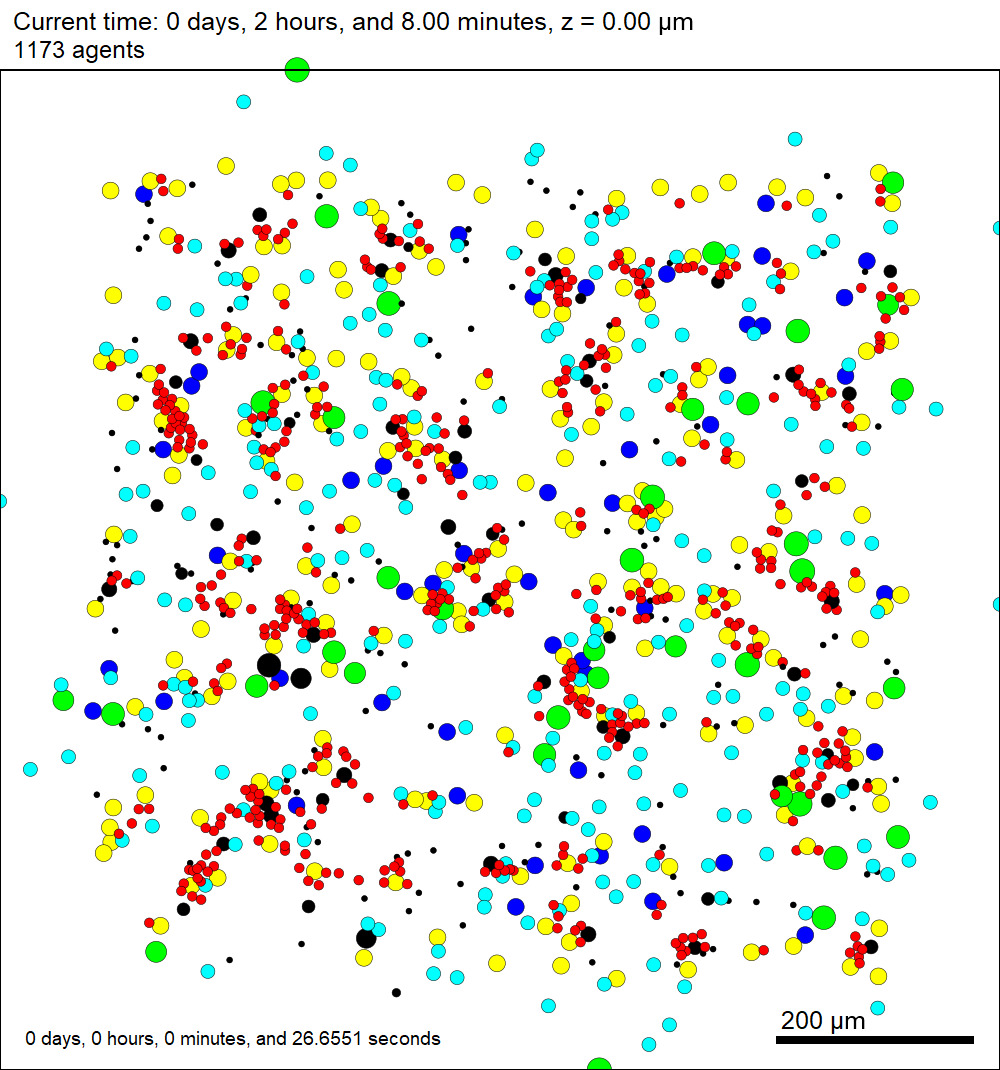 Current time: 0 days, 2 hours, and 8.00 minutes, z = 0.00 µm
1173 agents
200 µm
0 days, 0 hours, 0 minutes, and 26.6551 seconds